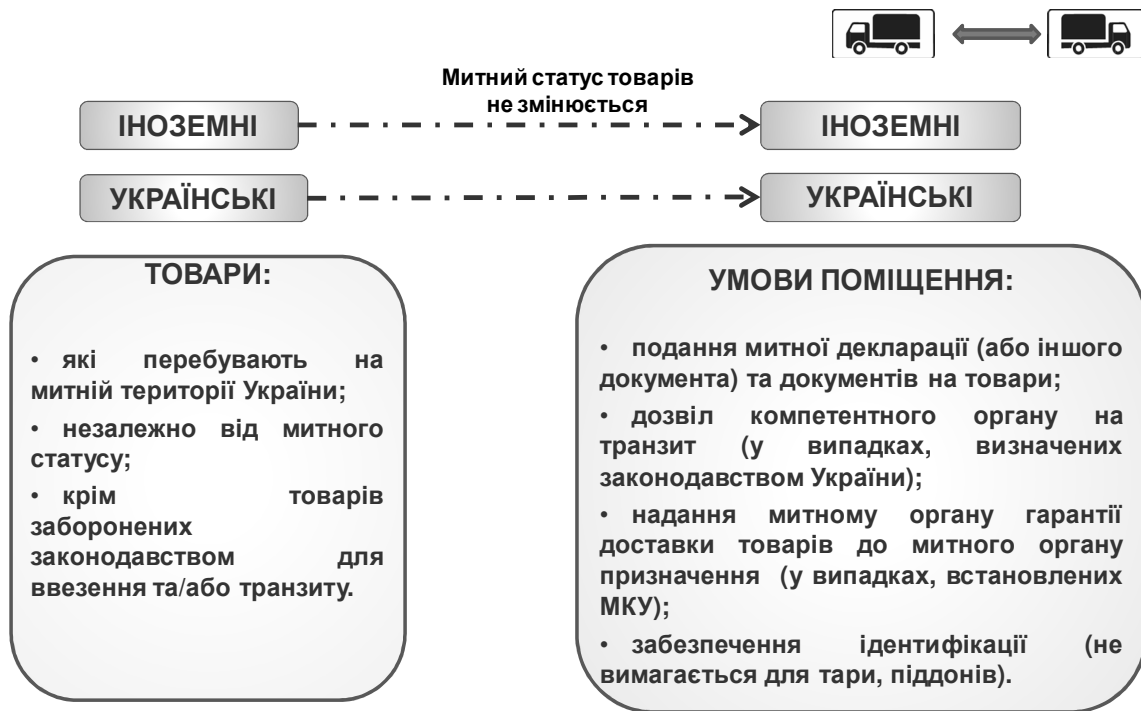 Митний статус товарів
не змінюється
ІНОЗЕМНІ
ІНОЗЕМНІ
УКРАЇНСЬКІ
УКРАЇНСЬКІ
ТОВАРИ:
• які перебувають на
митній території України;
• незалежно від митного
статусу;
• крім товарів
заборонених
законодавством для
ввезення та/або транзиту.
УМОВИ ПОМІЩЕННЯ:
• подання митної декларації (або іншого
документа) та документів на товари;
• дозвіл компетентного органу на
транзит (у випадках, визначених
законодавством України);
• надання митному органу гарантії
доставки товарів до митного органу
призначення (у випадках, встановлених
МКУ);
• забезпечення ідентифікації (не
вимагається для тари, піддонів).